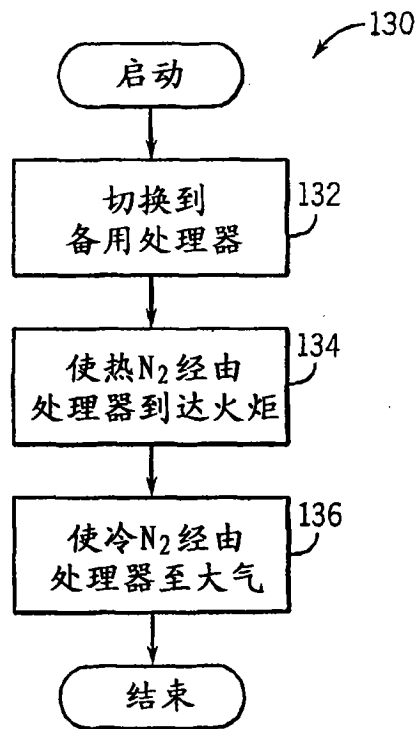 130
启动
切换到
备用处理器
132
使热N₂经由
处理器到达火炬
134
使冷N₂经由
处理器至大气
136
结束